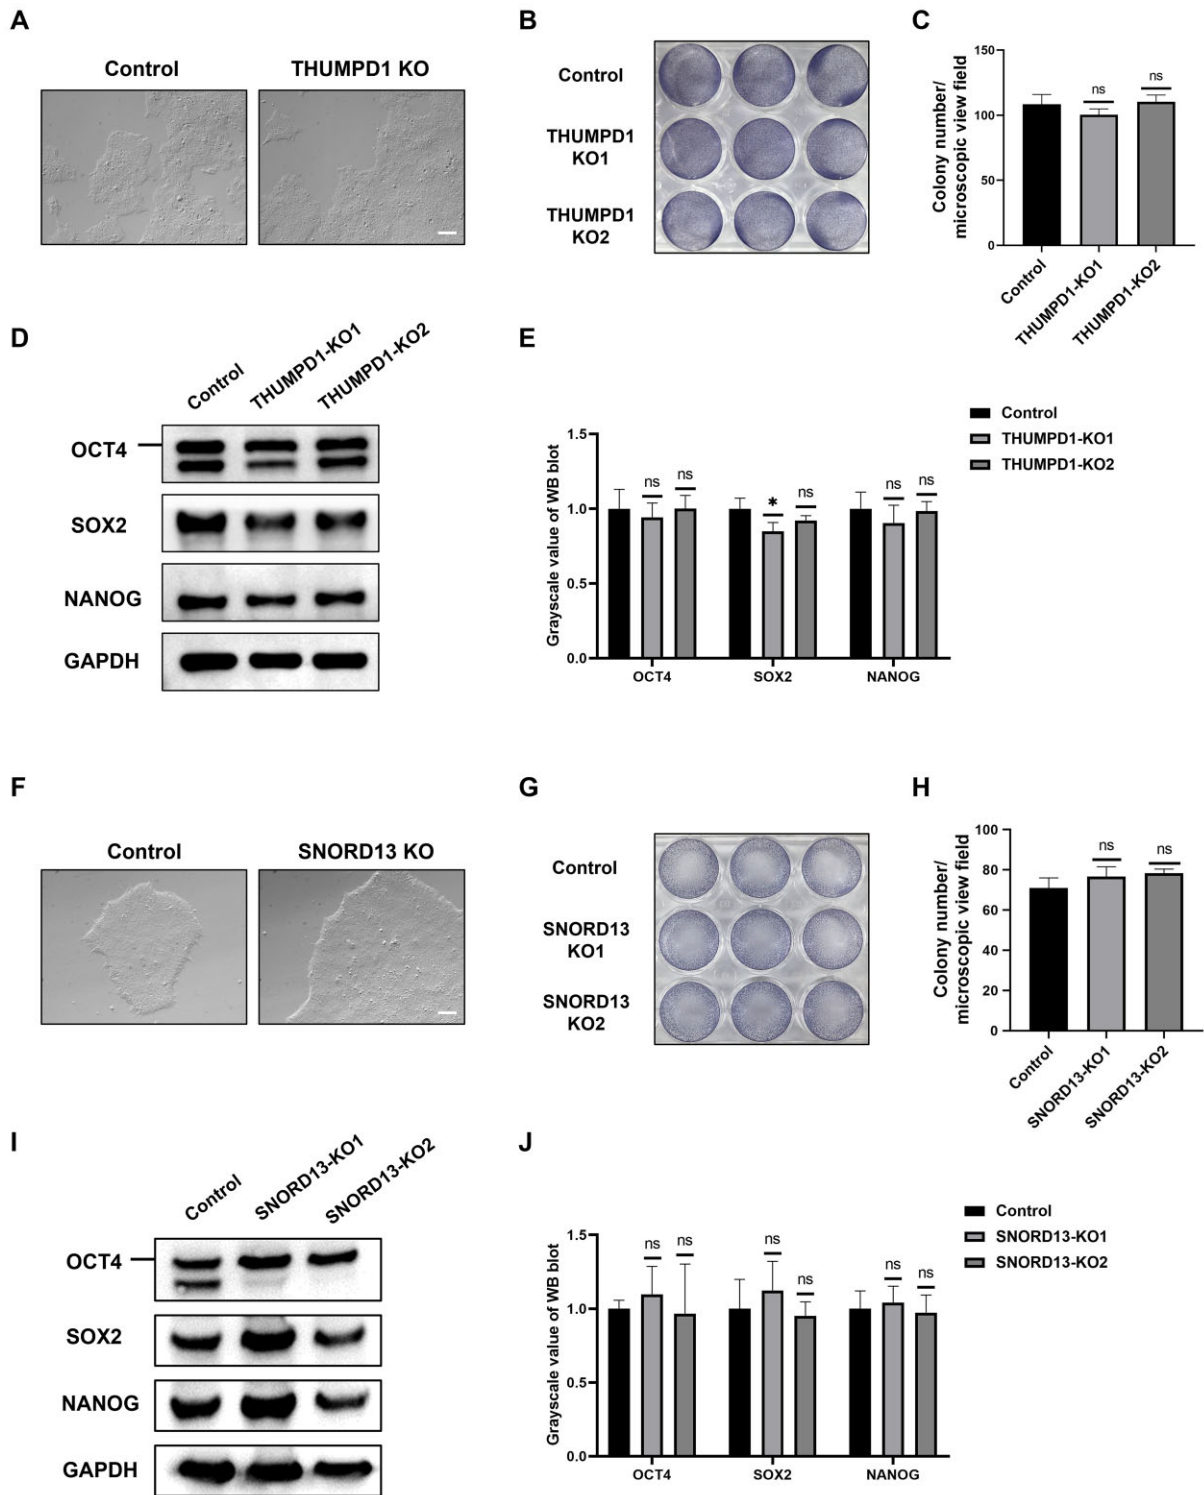 A
Control
THUMPD1 KO
B
Control
THUMPD1
KO1
THUMPD1
KO2
C
Colony number/
microscopic view field
150
100
50
0
ns
ns
Control
THUMPD1-KO1
THUMPD1-KO2
D
Control
THUMPD1-KO1
THUMPD1-KO2
OCT4
SOX2
NANOG
GAPDH
E
Control
THUMPD1-KO1
THUMPD1-KO2
Grayscale value of WB blot
1.5
1.0
0.5
0.0
ns
ns
*
ns
ns
ns
OCT4
SOX2
NANOG
F
Control
SNORD13 KO
G
Control
SNORD13
KO1
SNORD13
KO2
H
Colony number/
microscopic view field
100
80
60
40
20
0
ns
ns
Control
SNORD13-KO1
SNORD13-KO2
I
Control
SNORD13-KO1
SNORD13-KO2
OCT4
SOX2
NANOG
GAPDH
J
Control
SNORD13-KO1
SNORD13-KO2
Grayscale value of WB blot
1.5
1.0
0.5
0.0
ns
ns
ns
ns
ns
ns
OCT4
SOX2
NANOG